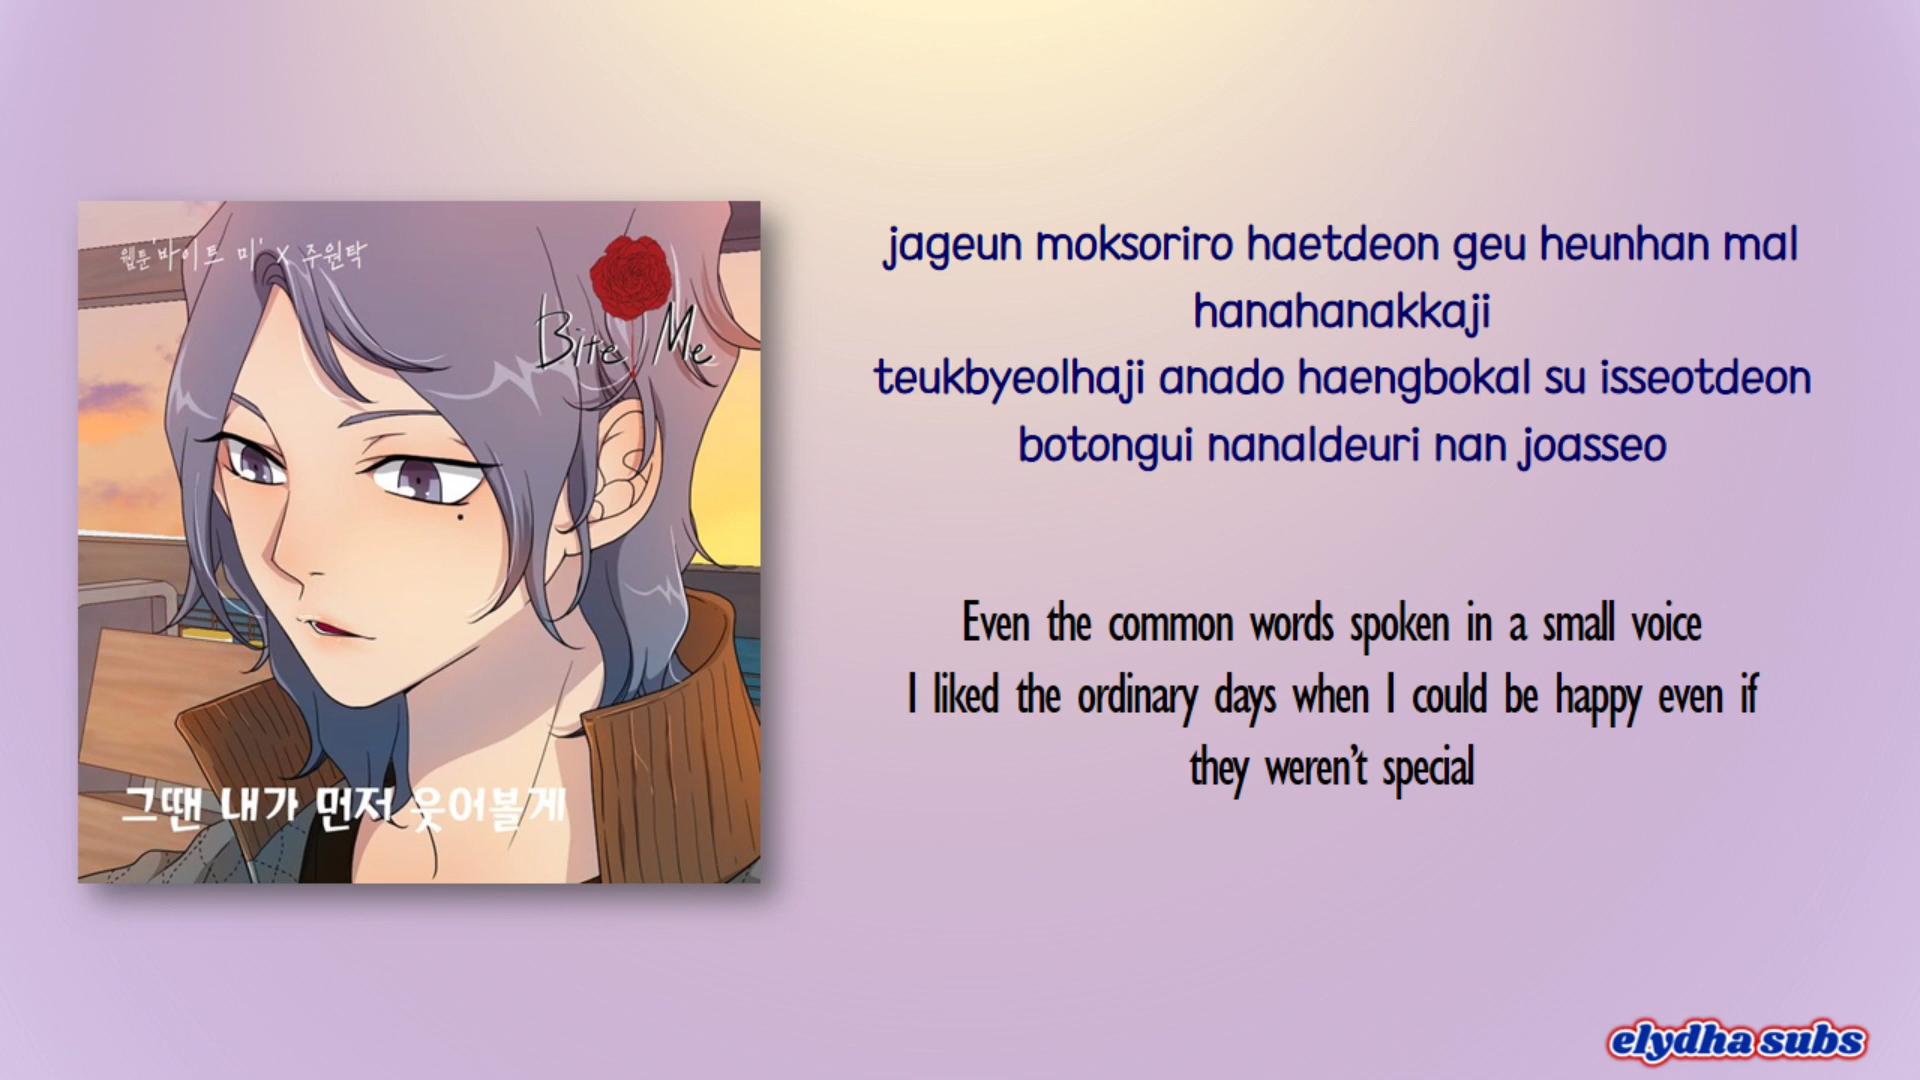 웹툰 '바이트 미' X 주원탁
Bite Me
그땐 내가 먼저 웃어볼게
jageun moksoriro haetdeon geu heunhan mal
hanahanakkaji
teukbyeolhaji anado haengbokal su isseotdeon
botongui nanaldeuri nan joasseo
Even the common words spoken in a small voice
I liked the ordinary days when I could be happy even if
they weren't special
elydha subs